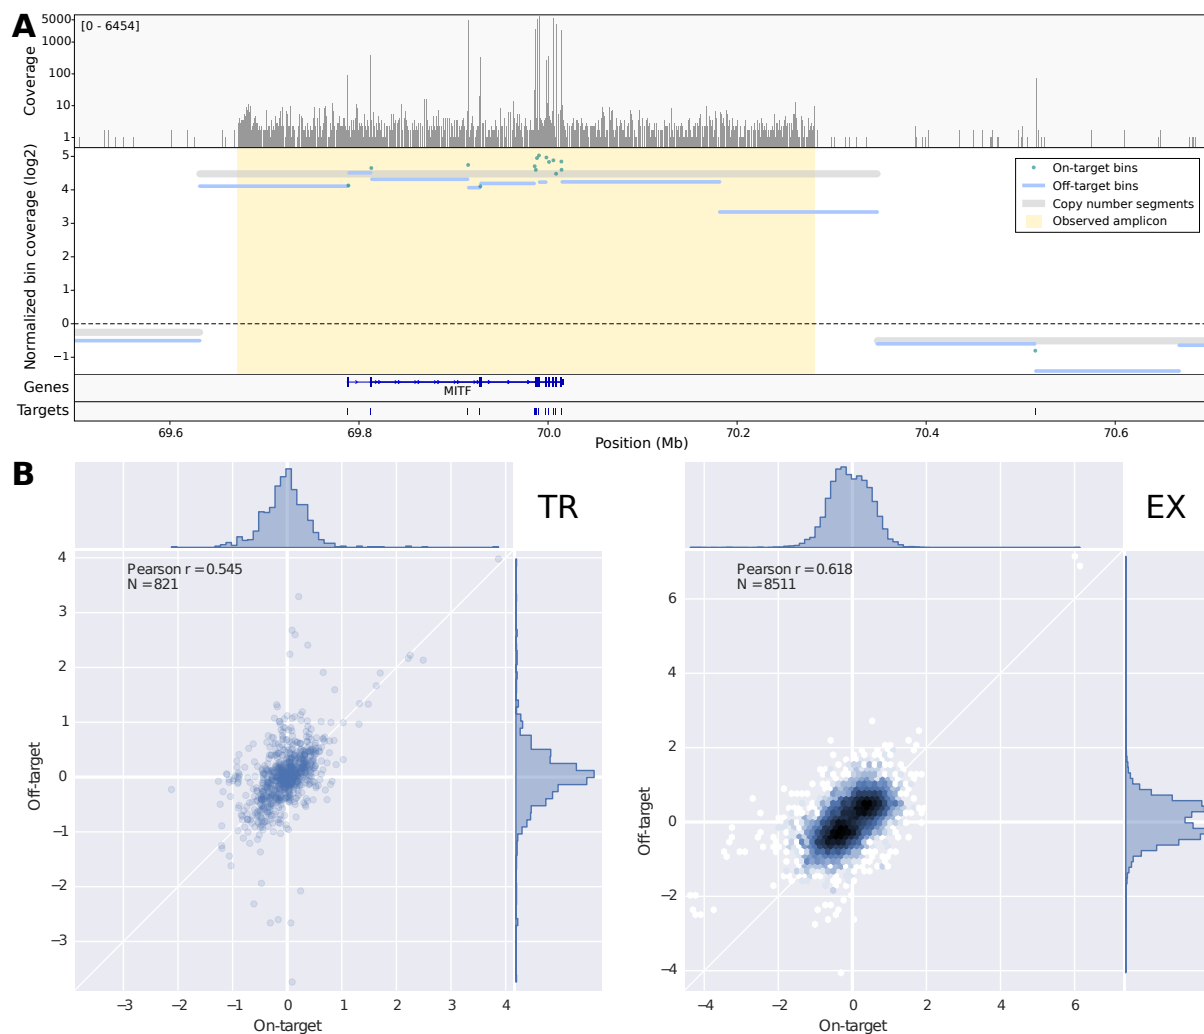 A
[0 - 6454]
Coverage
5000
1000
100
10
1
Normalized bin coverage (log2)
5
4
3
2
1
0
−1
On-target bins
Off-target bins
Copy number segments
Observed amplicon
Genes
MITF
Targets
69.6
69.8
70.0
70.2
70.4
70.6
Position (Mb)
B
TR
Pearson r = 0.545
N = 821
Off-target
4
3
2
1
0
−1
−2
−3
−3
−2
−1
0
1
2
3
4
On-target
EX
Pearson r = 0.618
N = 8511
Off-target
6
4
2
0
−2
−4
−4
−2
0
2
4
6
On-target